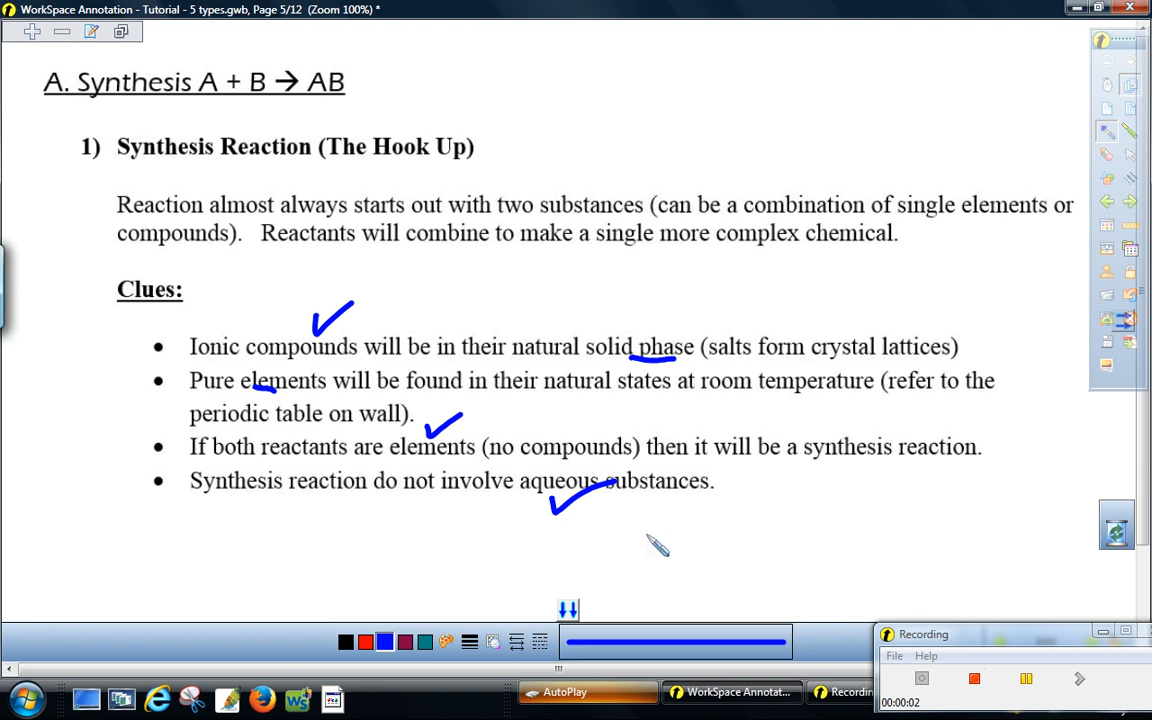 WorkSpace Annotation - Tutorial - 5 types.gwb, Page 5/12 (Zoom 100%) *
A. Synthesis A + B → AB
1) Synthesis Reaction (The Hook Up)
Reaction almost always starts out with two substances (can be a combination of single elements or
compounds). Reactants will combine to make a single more complex chemical.
Clues:
• Ionic compounds will be in their natural solid phase (salts form crystal lattices)
• Pure elements will be found in their natural states at room temperature (refer to the
periodic table on wall).
• If both reactants are elements (no compounds) then it will be a synthesis reaction.
• Synthesis reaction do not involve aqueous substances.
Recording
File Help
00:00:02
AutoPlay
WorkSpace Annotat...
Recordin